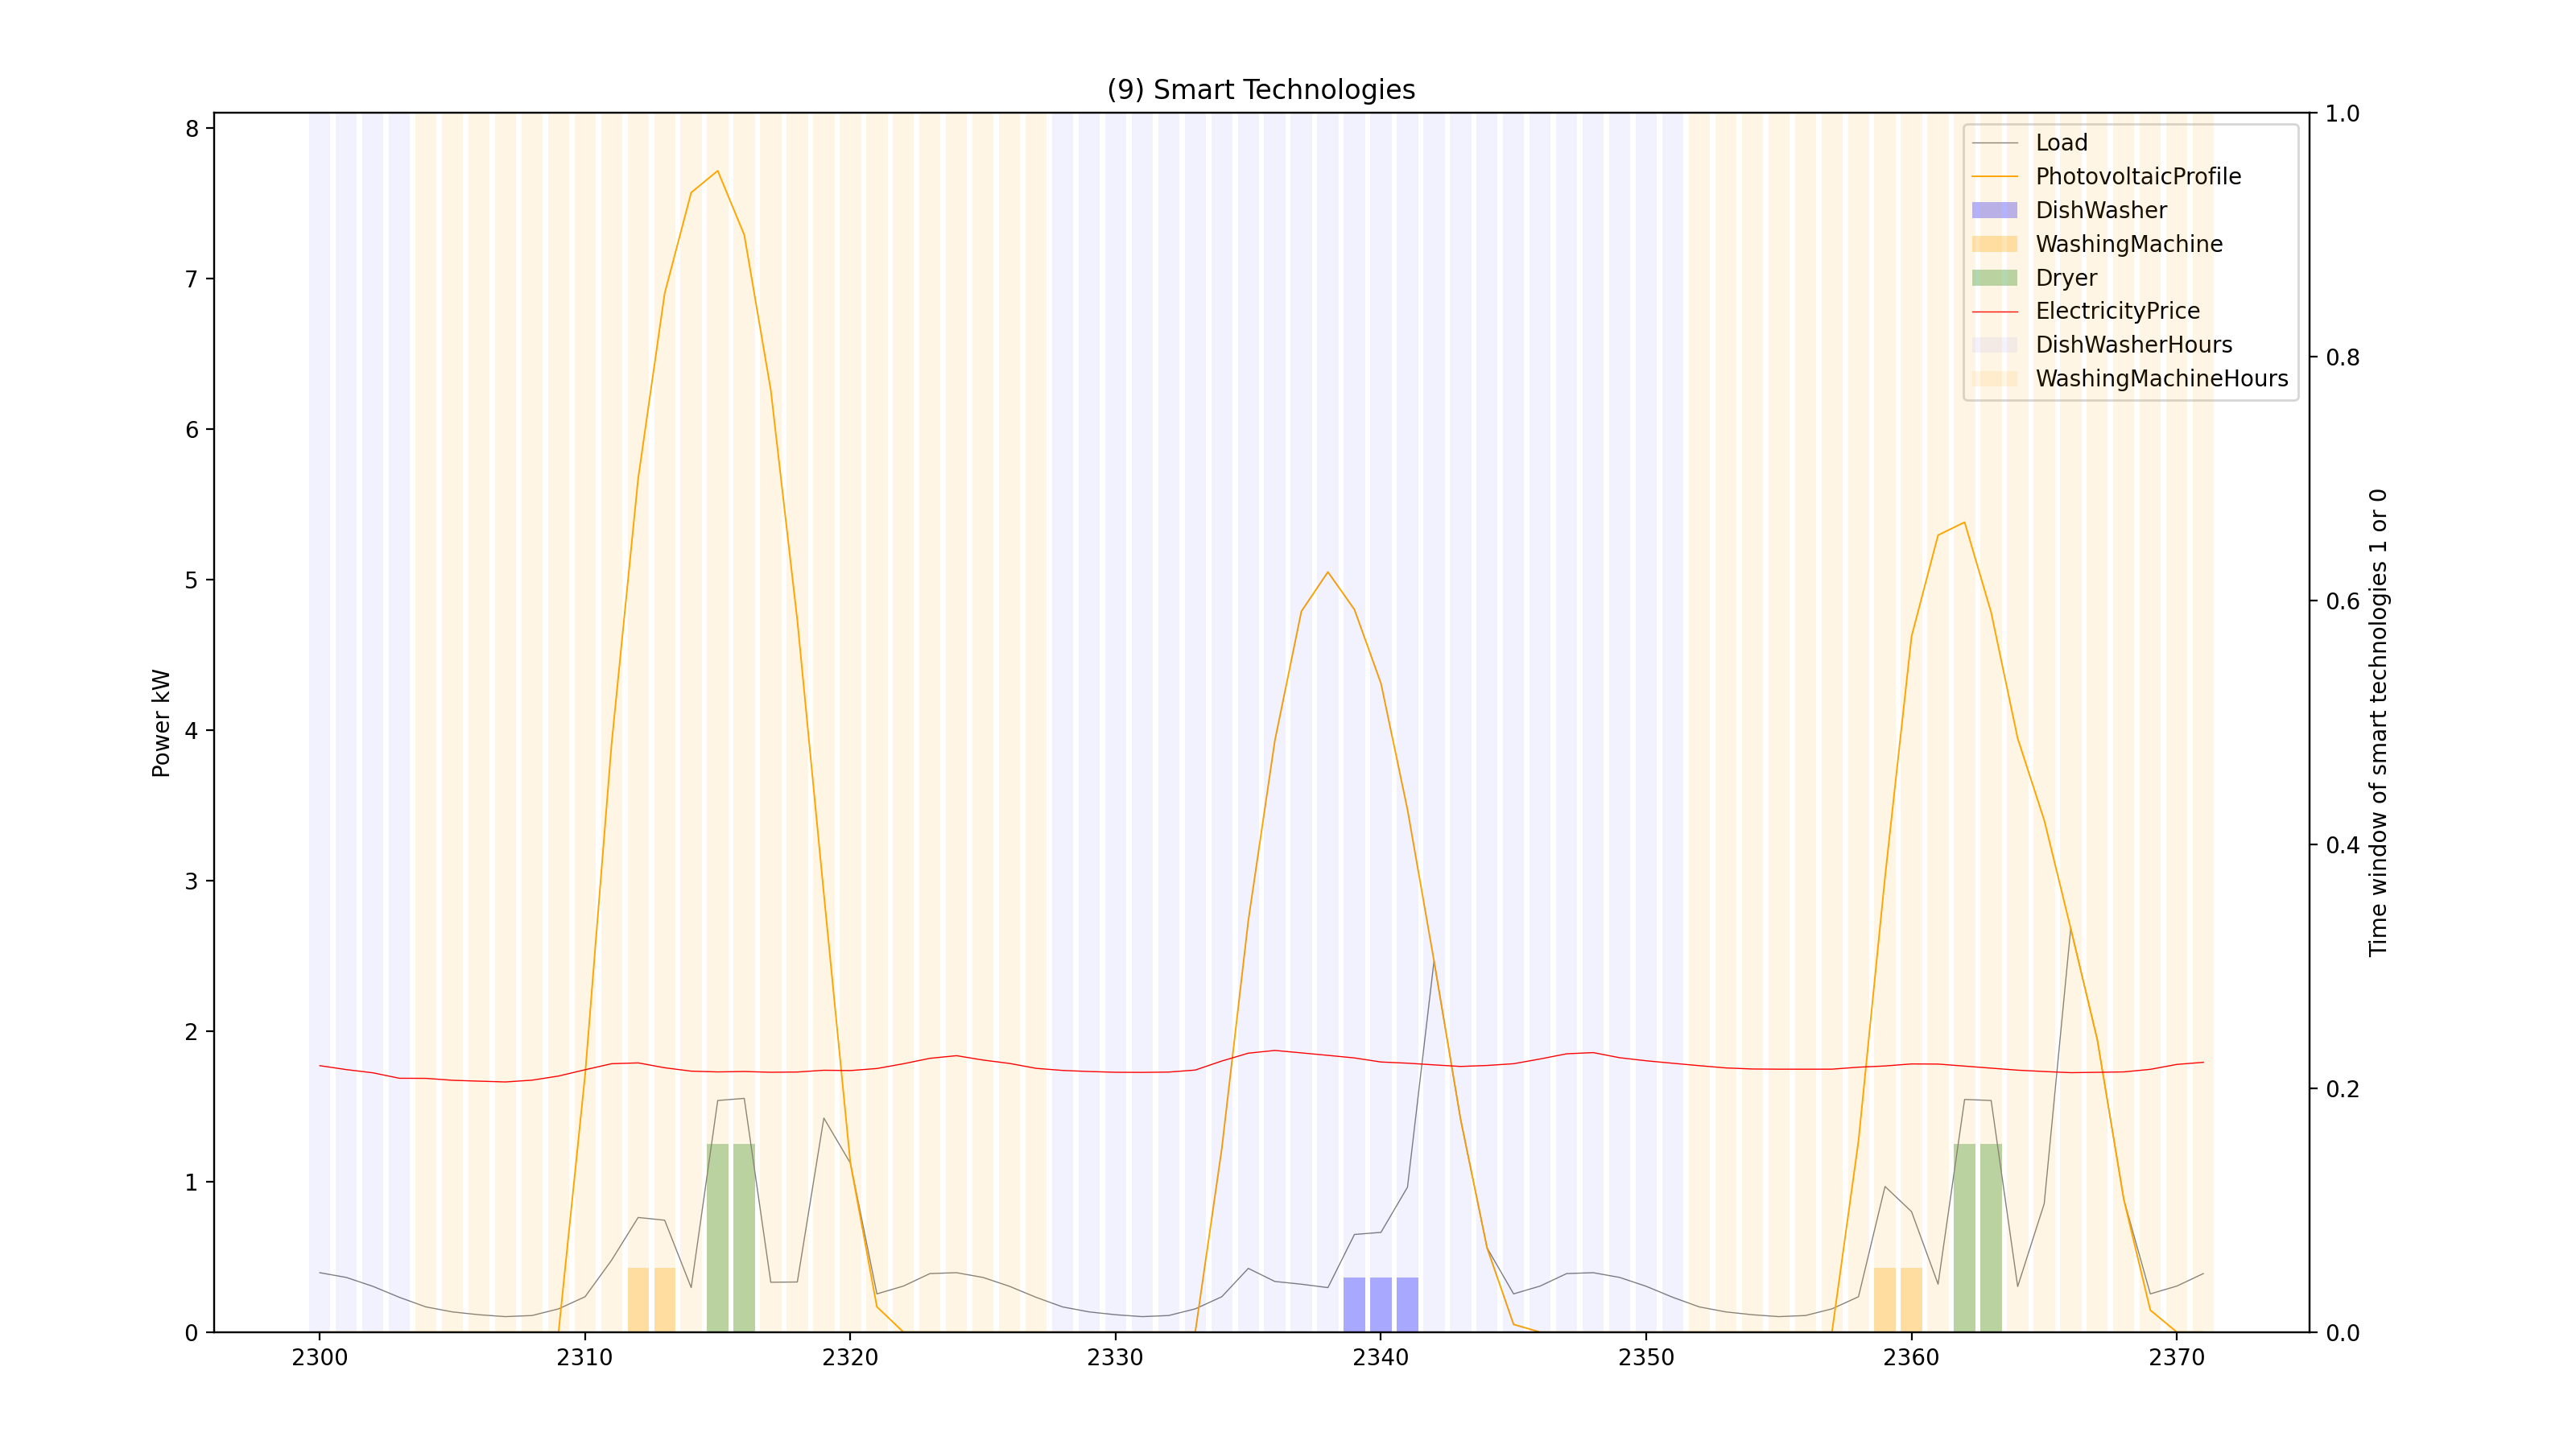 (9) Smart Technologies
8
7
6
5
4
3
2
1
0
Power kW
1.0
0.8
0.6
0.4
0.2
0.0
Time window of smart technologies 1 or 0
Load
PhotovoltaicProfile
DishWasher
WashingMachine
Dryer
ElectricityPrice
DishWasherHours
WashingMachineHours
2300 2310 2320 2330 2340 2350 2360 2370